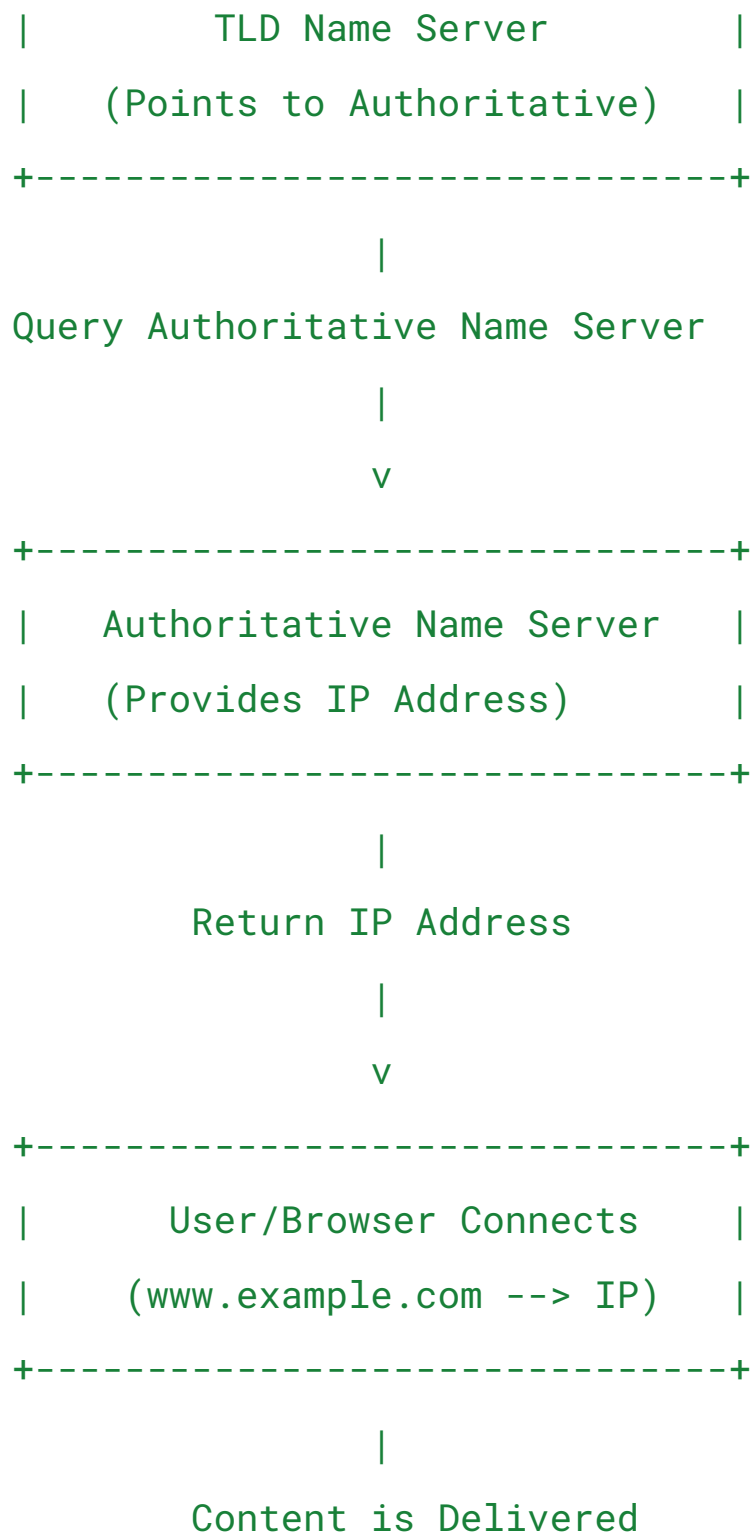 |        TLD Name Server        |
|   (Points to Authoritative)   |
+-------------------------------+
                |
Query Authoritative Name Server
                |
                v
+-------------------------------+
|   Authoritative Name Server   |
|   (Provides IP Address)       |
+-------------------------------+
                |
        Return IP Address
                |
                v
+-------------------------------+
|      User/Browser Connects    |
|    (www.example.com --> IP)   |
+-------------------------------+
                |
        Content is Delivered